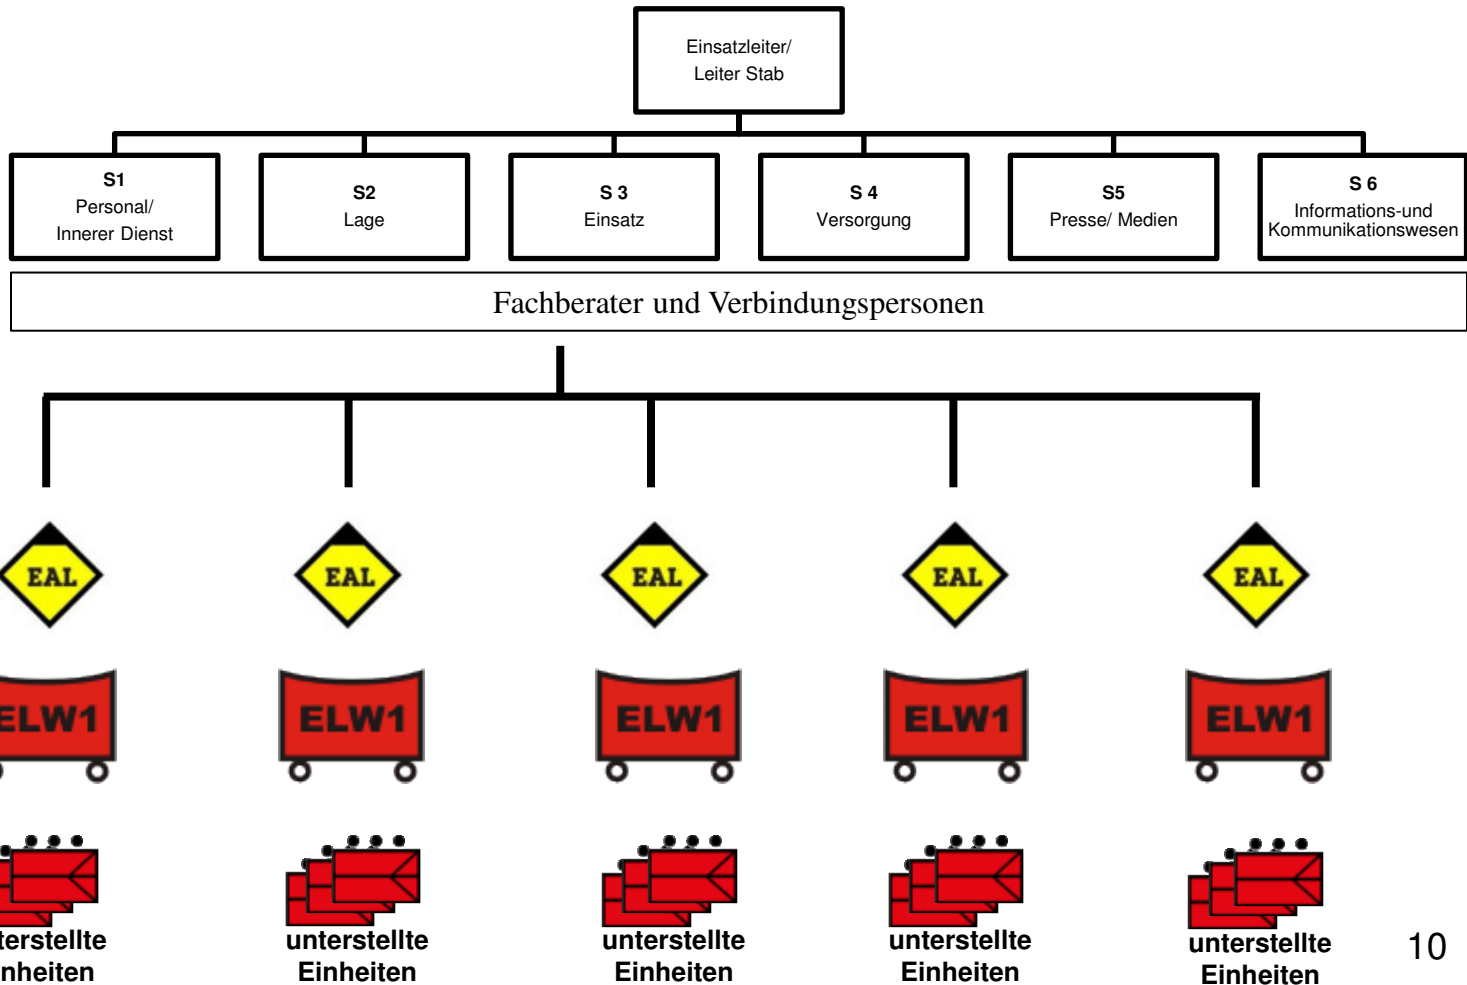 Einsatzleiter/
Leiter Stab
S1
Personal/
Innerer Dienst
S2
Lage
S 3
Einsatz
S 4
Versorgung
S5
Presse/ Medien
S 6
Informations-und
Kommunikationswesen
Fachberater und Verbindungspersonen
EAL
EAL
EAL
EAL
EAL
ELW1
ELW1
ELW1
ELW1
ELW1
terstellte
nheiten
unterstellte
Einheiten
unterstellte
Einheiten
unterstellte
Einheiten
unterstellte
Einheiten
10